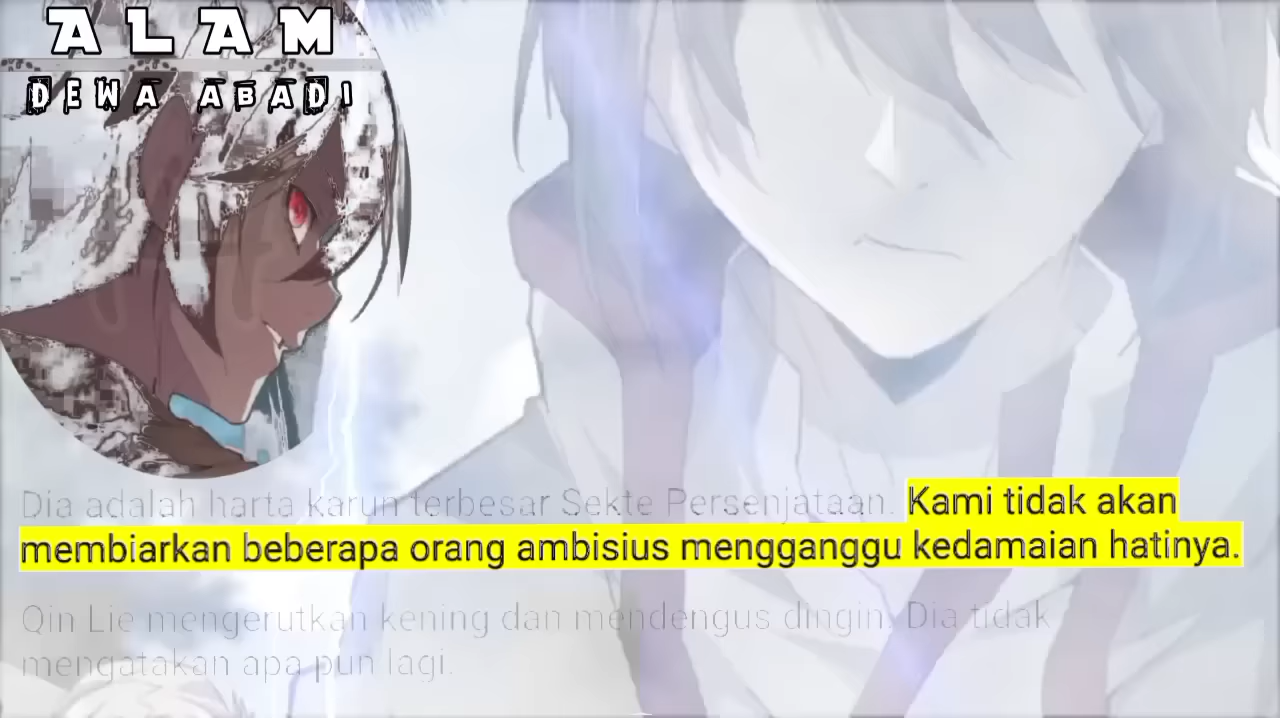 ALAM
DEWA ABADI
Dia adalah harta karun terbesar Sekte Persenjataan. Kami tidak akan
membiarkan beberapa orang ambisius mengganggu kedamaian hatinya.
Qin Lie mengerutkan kening dan mendengus dingin. Dia tidak
mengatakan apa pun lagi.